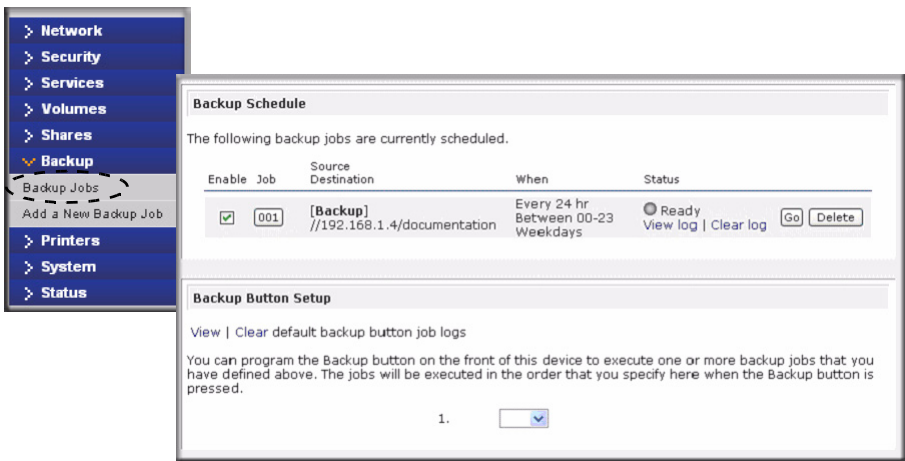 Network
Security
Services
Volumes
Shares
Backup
Backup Jobs
Add a New Backup Job
Printers
System
Status
Backup Schedule
The following backup jobs are currently scheduled.
Enable Job Source Destination When Status
001 [Backup] //192.168.1.4/documentation Every 24 hr Between 00-23 Weekdays Ready View log | Clear log Go Delete
Backup Button Setup
View | Clear default backup button job logs
You can program the Backup button on the front of this device to execute one or more backup jobs that you
have defined above. The jobs will be executed in the order that you specify here when the Backup button is
pressed.
1.